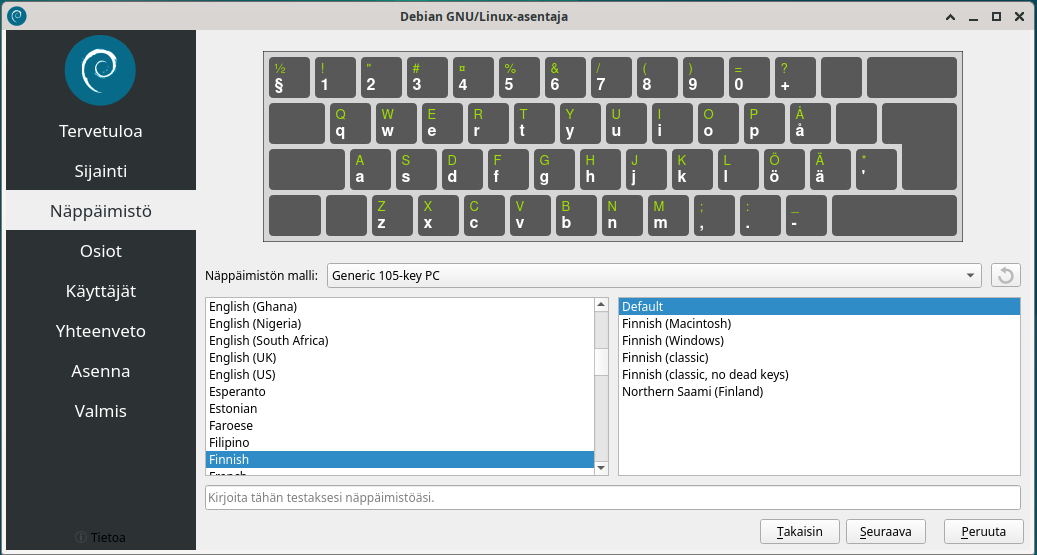 Debian GNU/Linux-asentaja
Tervetuloa
Sijainti
Näppäimistö
Osiot
Käyttäjät
Yhteenveto
Asenna
Valmis
Tietoa
½ ! " # ¤ % & / ( ) = ?
§ 1 2 3 4 5 6 7 8 9 0 +
Q W E R T Y U I O P Å
q w e r t y u i o p å
A S D F G H J K L Ö Ä *
a s d f g h j k l ö ä '
Z X C V B N M ; : _
z x c v b n m , . -
Näppäimistön malli: Generic 105-key PC
English (Ghana)
English (Nigeria)
English (South Africa)
English (UK)
English (US)
Esperanto
Estonian
Faroese
Filipino
Finnish
French
Default
Finnish (Macintosh)
Finnish (Windows)
Finnish (classic)
Finnish (classic, no dead keys)
Northern Saami (Finland)
Kirjoita tähän testaksesi näppäimistöäsi.
Takaisin Seuraava Peruuta